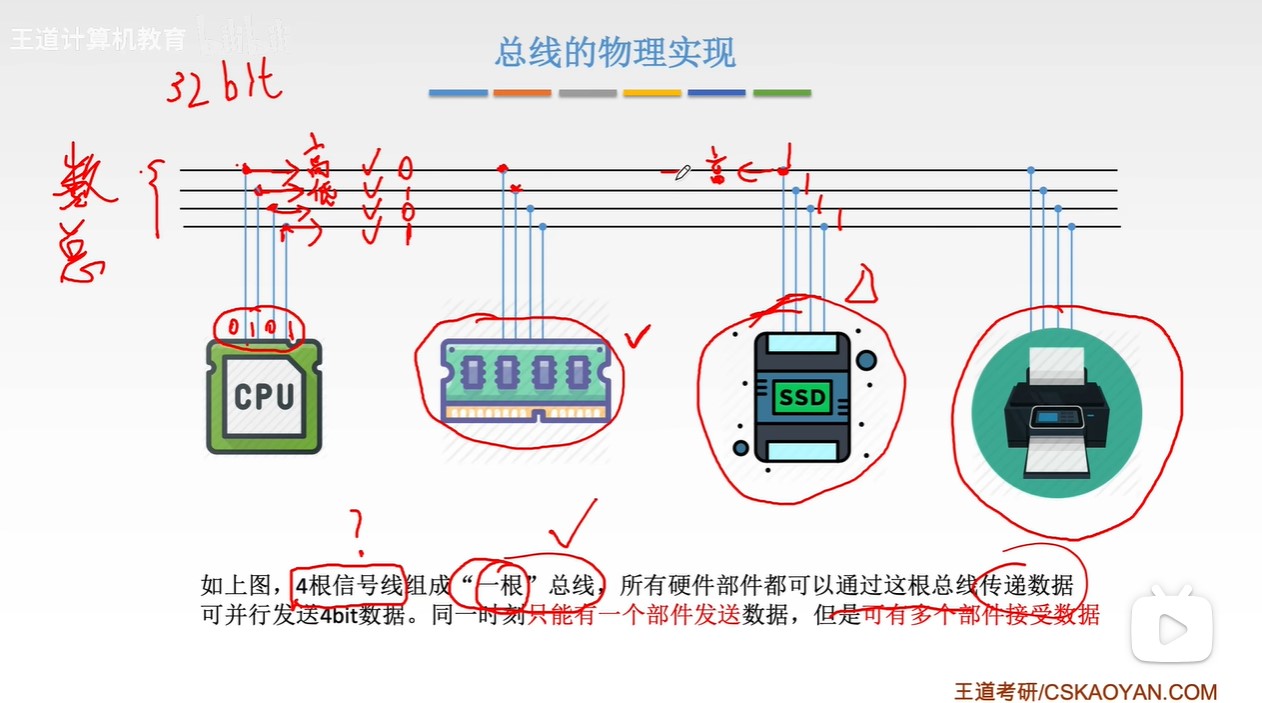 王道计算机教育
总线的物理实现
32 bit
数
总
高 ✓ 0
低 ✓ 1
✓ 0
✓ 1
高 1
1
1
1
0 1 0 1
CPU
SSD
?
如上图，4根信号线组成“一根”总线，所有硬件部件都可以通过这根总线传递数据
可并行发送4bit数据。同一时刻只能有一个部件发送数据，但是可有多个部件接受数据
王道考研/CSKAOYAN.COM